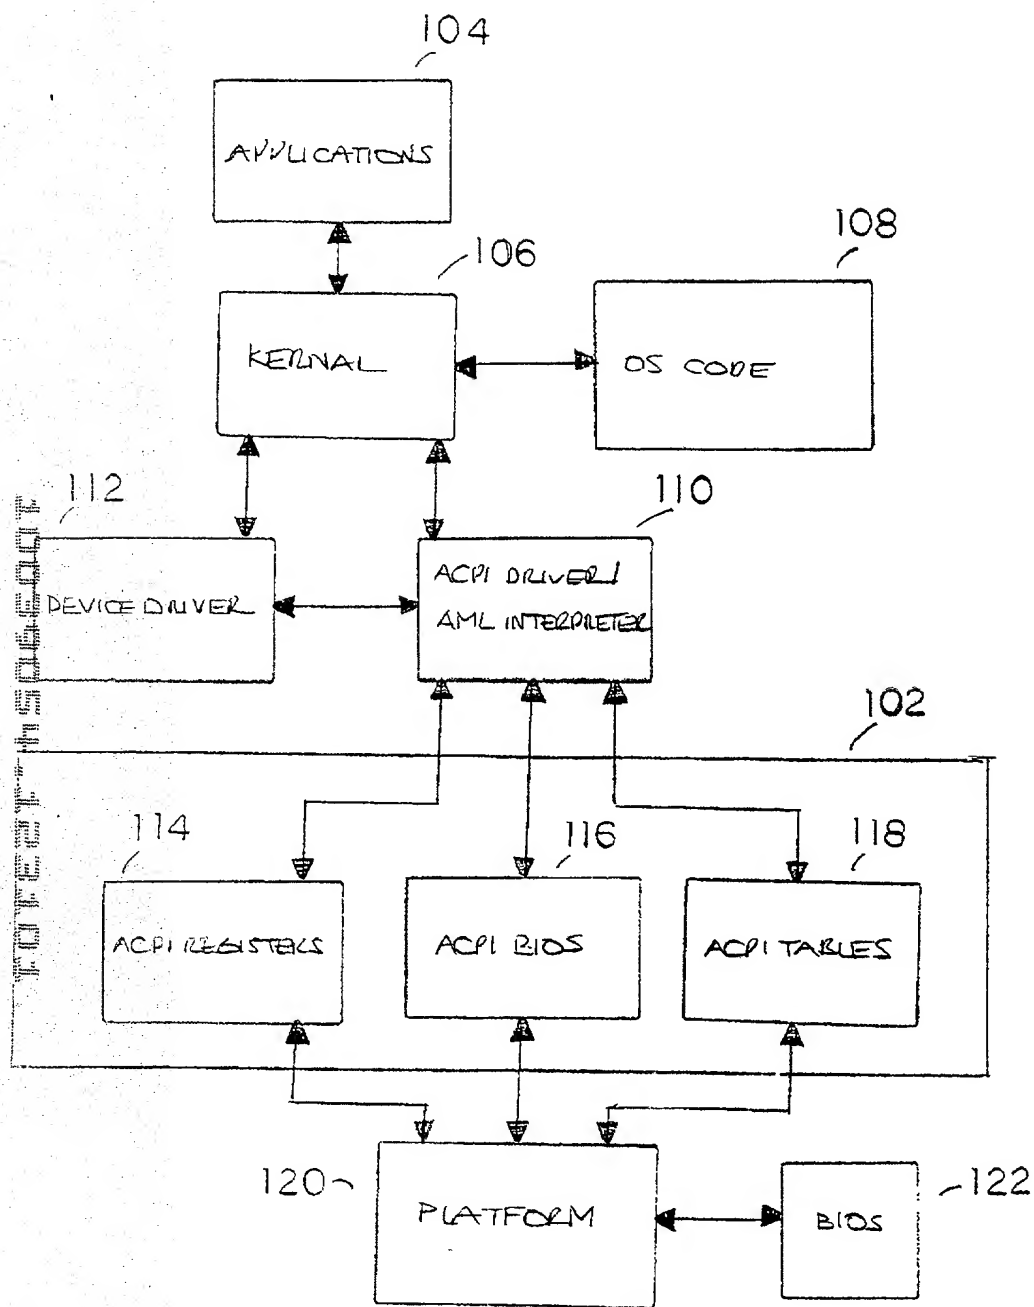 104
APPLICATIONS
106
108
KERNAL
OS CODE
112
110
DEVICE DRIVER
ACPI DRIVER/
AML INTERPRETER
102
114
116
118
ACPI REGISTERS
ACPI BIOS
ACPI TABLES
120
PLATFORM
BIOS
122